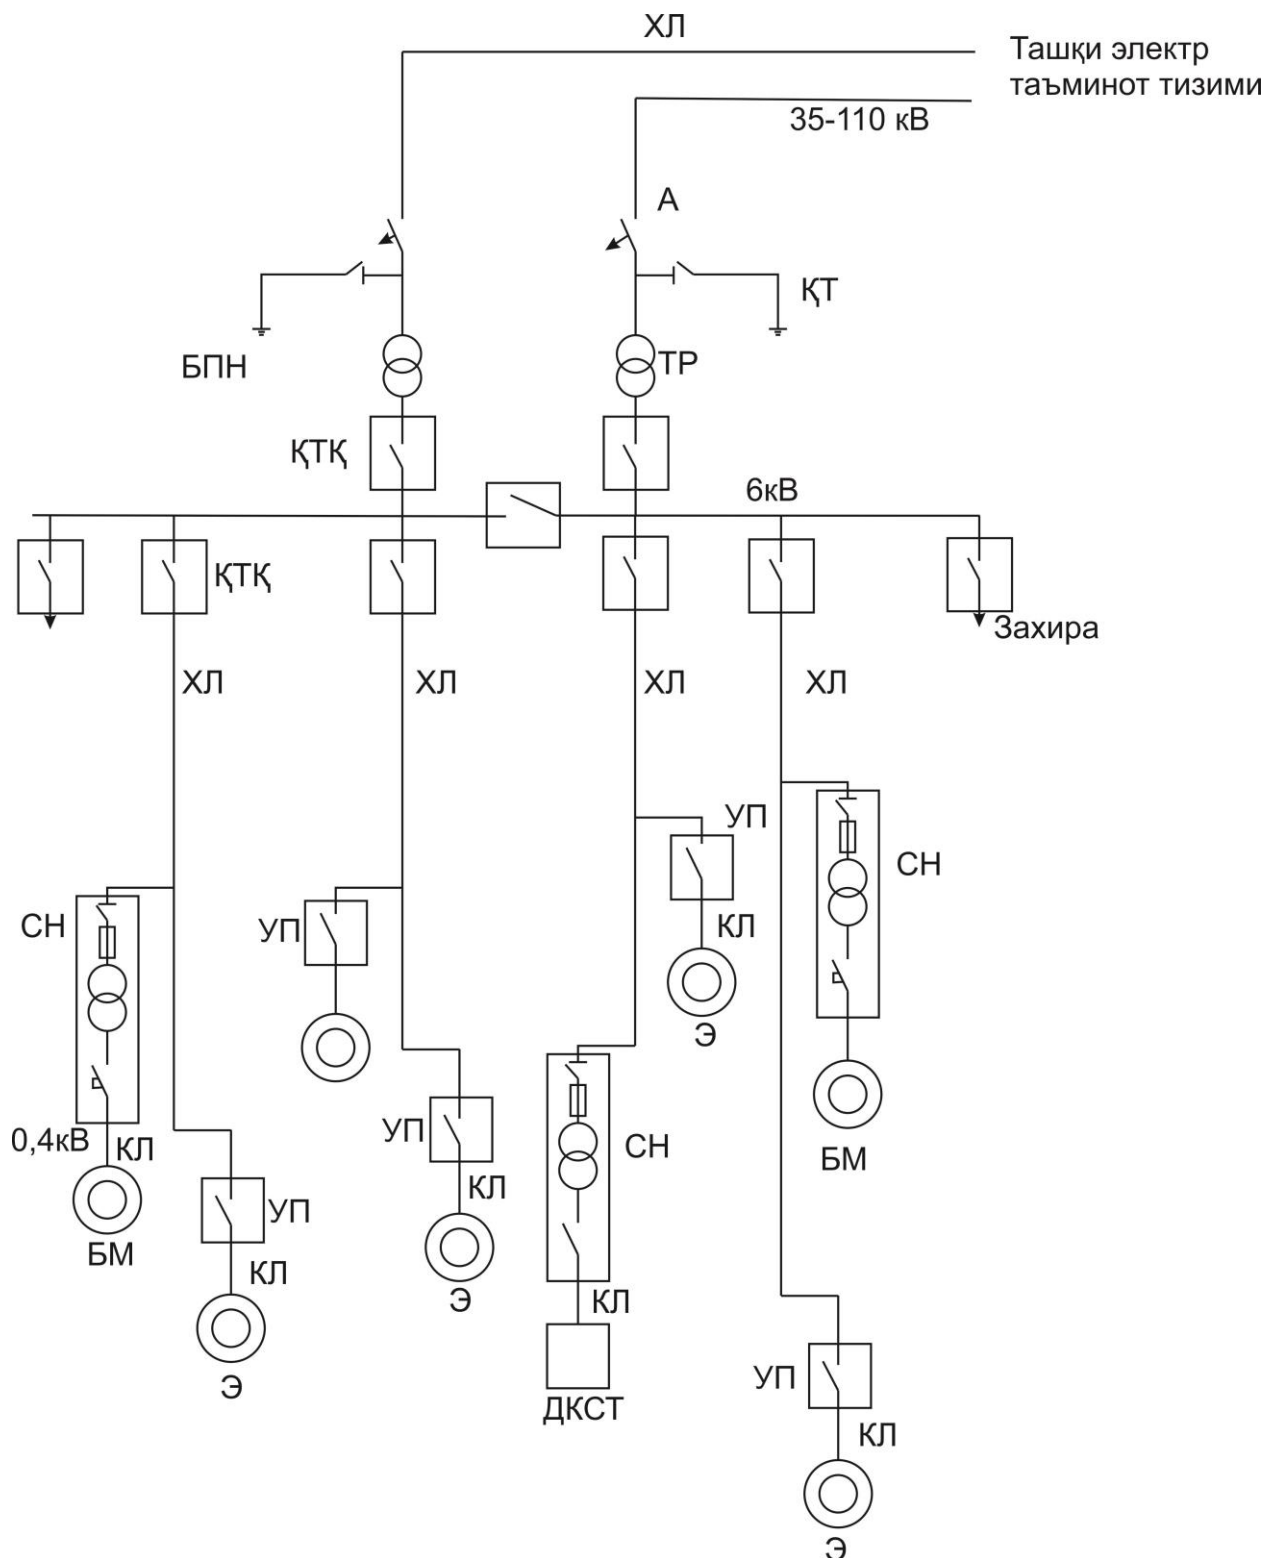 ХЛ
Ташқи электр
таъминот тизими
35-110 кВ
А
ҚТ
БПН
ТР
ҚТҚ
6кВ
ҚТҚ
Захира
ХЛ
ХЛ
ХЛ
ХЛ
УП
СН
СН
УП
КЛ
Э
УП
СН
0,4кВ
КЛ
БМ
КЛ
УП
БМ
КЛ
Э
КЛ
Э
ДКСТ
УП
КЛ
Э